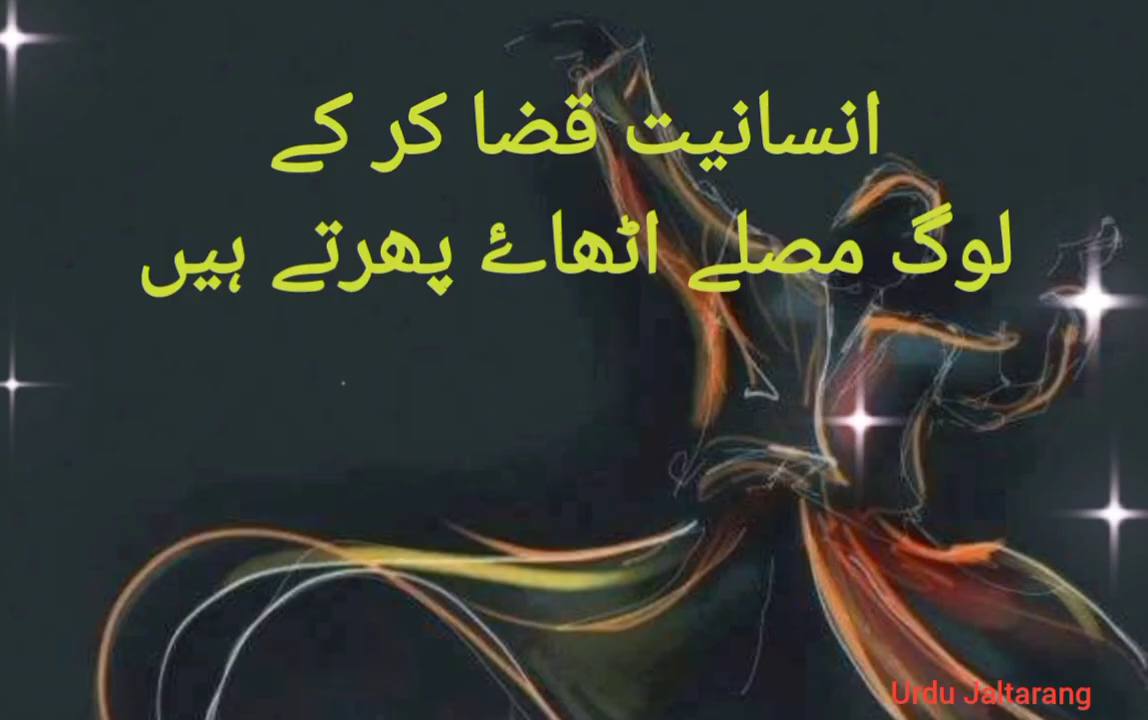 انسانیت قضا کر کے
لوگ مصلے اٹھائے پھرتے ہیں
Urdu Jaltarang